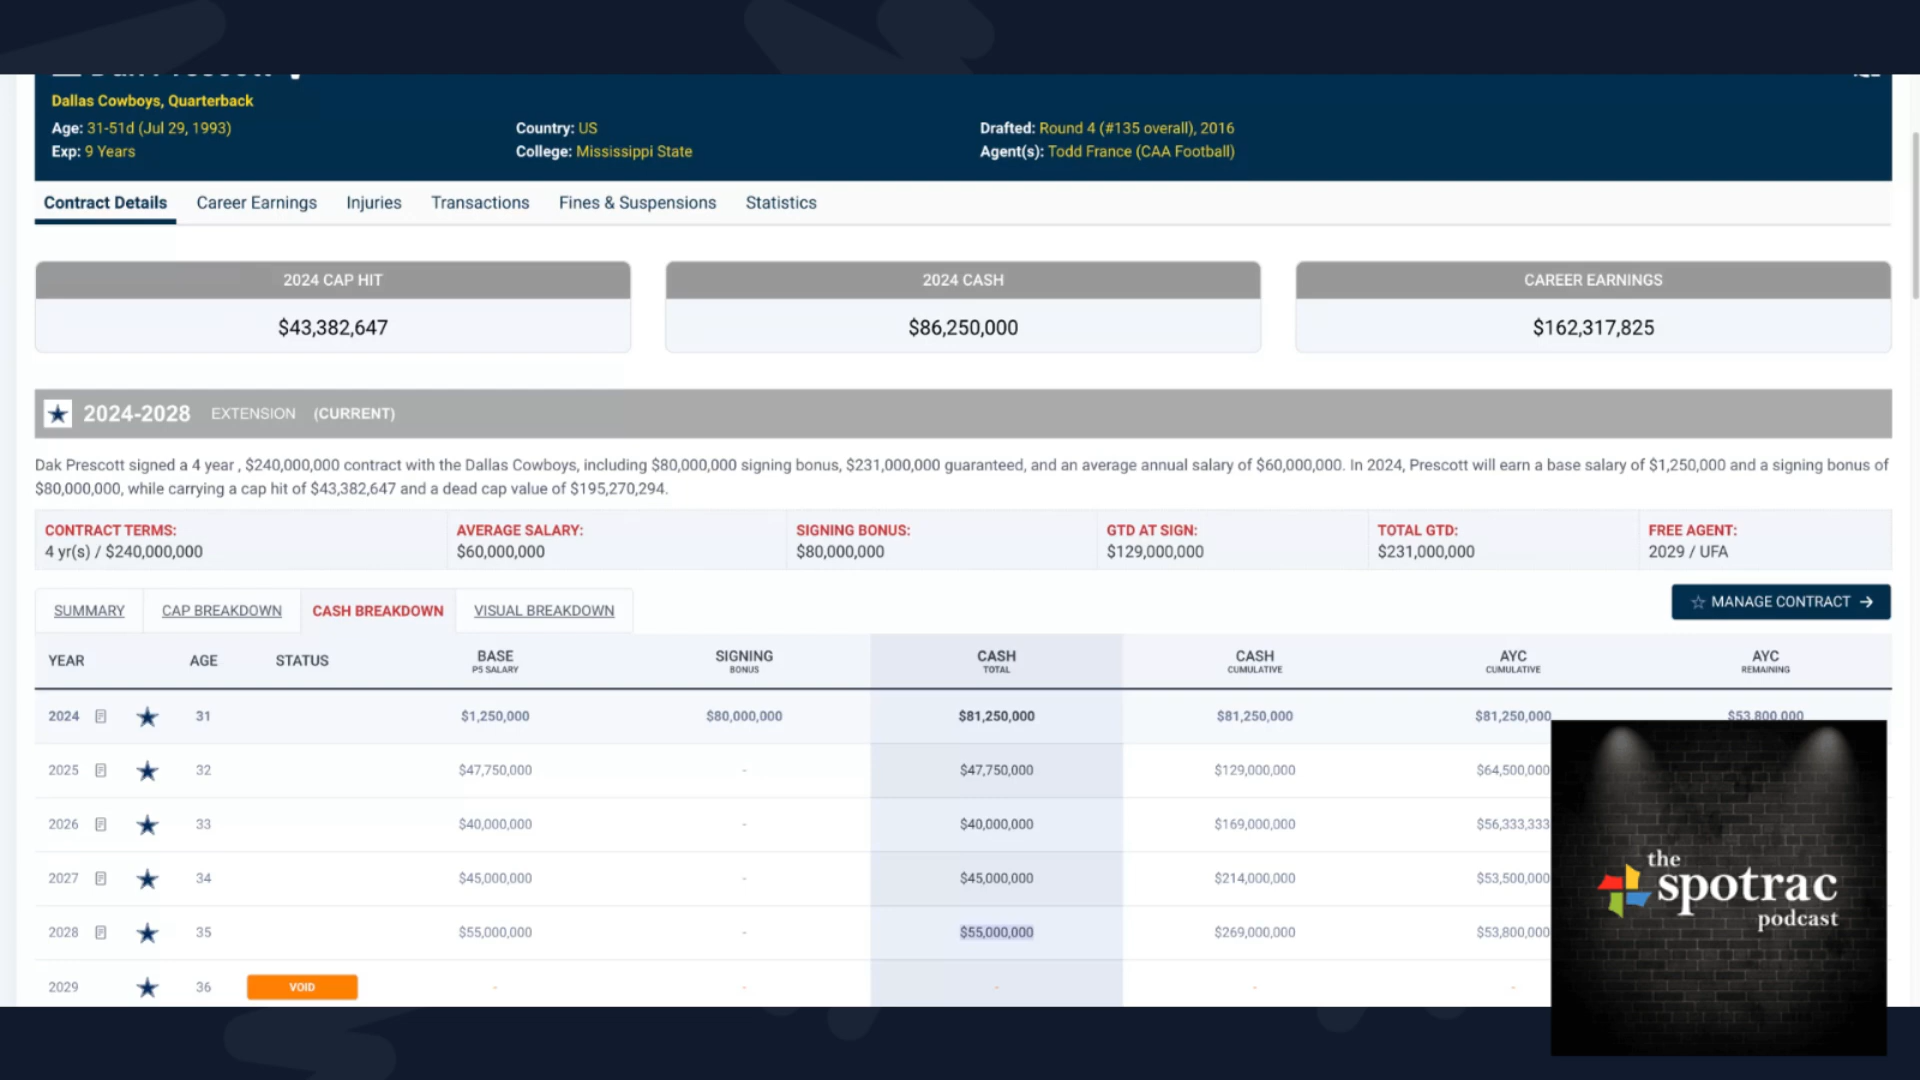 Dallas Cowboys, Quarterback
Age: 31-51d (Jul 29, 1993)
Country: US
Drafted: Round 4 (#135 overall), 2016
Exp: 9 Years
College: Mississippi State
Agent(s): Todd France (CAA Football)
Contract Details Career Earnings Injuries Transactions Fines & Suspensions Statistics
2024 CAP HIT
$43,382,647
2024 CASH
$86,250,000
CAREER EARNINGS
$162,317,825
2024-2028 EXTENSION (CURRENT)
Dak Prescott signed a 4 year , $240,000,000 contract with the Dallas Cowboys, including $80,000,000 signing bonus, $231,000,000 guaranteed, and an average annual salary of $60,000,000. In 2024, Prescott will earn a base salary of $1,250,000 and a signing bonus of
$80,000,000, while carrying a cap hit of $43,382,647 and a dead cap value of $195,270,294.
CONTRACT TERMS:
4 yr(s) / $240,000,000
AVERAGE SALARY:
$60,000,000
SIGNING BONUS:
$80,000,000
GTD AT SIGN:
$129,000,000
TOTAL GTD:
$231,000,000
FREE AGENT:
2029 / UFA
SUMMARY CAP BREAKDOWN CASH BREAKDOWN VISUAL BREAKDOWN
MANAGE CONTRACT
YEAR AGE STATUS BASE SIGNING CASH CASH AYC AYC
P5 SALARY BONUS TOTAL CUMULATIVE CUMULATIVE REMAINING
2024 31 $1,250,000 $80,000,000 $81,250,000 $81,250,000 $81,250,000 $53,800,000
2025 32 $47,750,000 - $47,750,000 $129,000,000 $64,500,000
2026 33 $40,000,000 - $40,000,000 $169,000,000 $56,333,333
2027 34 $45,000,000 - $45,000,000 $214,000,000 $53,500,000
2028 35 $55,000,000 - $55,000,000 $269,000,000 $53,800,000
2029 36 VOID - - - - -
the
spotrac
podcast